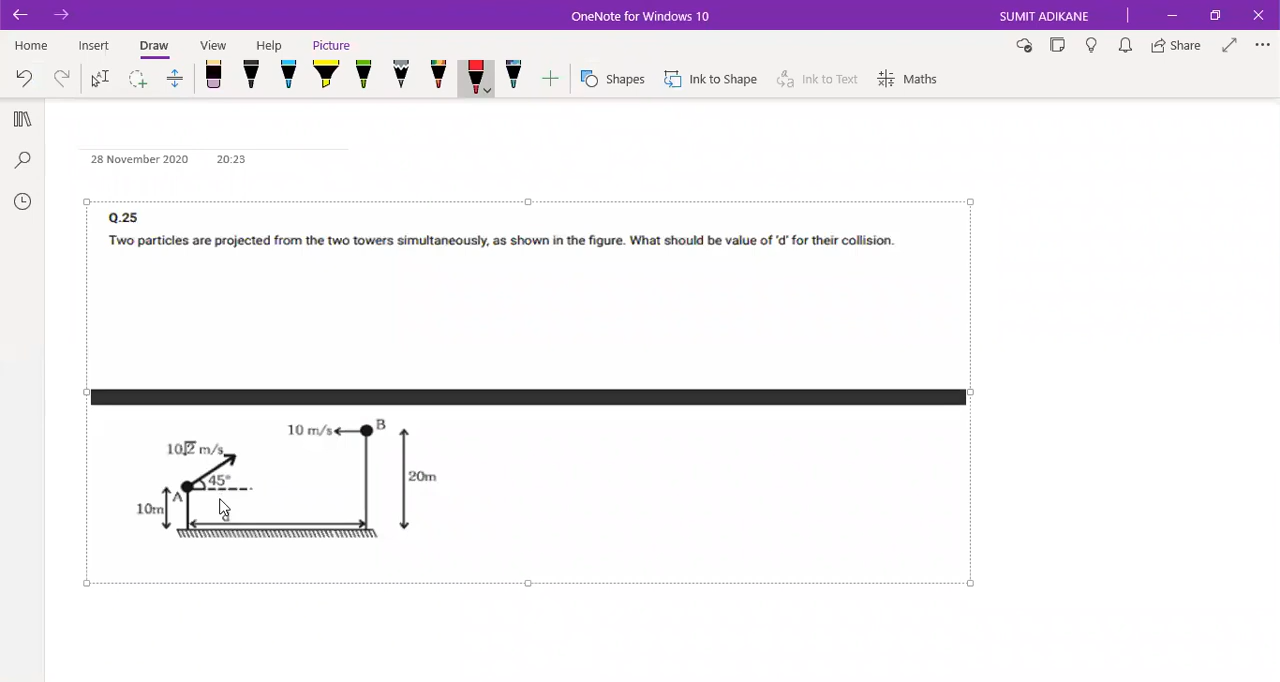 OneNote for Windows 10
SUMIT ADIKANE
Home Insert Draw View Help Picture
Share
Shapes Ink to Shape Ink to Text Maths
28 November 2020 20:23
Q.25
Two particles are projected from the two towers simultaneously, as shown in the figure. What should be value of 'd' for their collision.
10 m/s B
10√2 m/s
45°
20m
A
10m
d